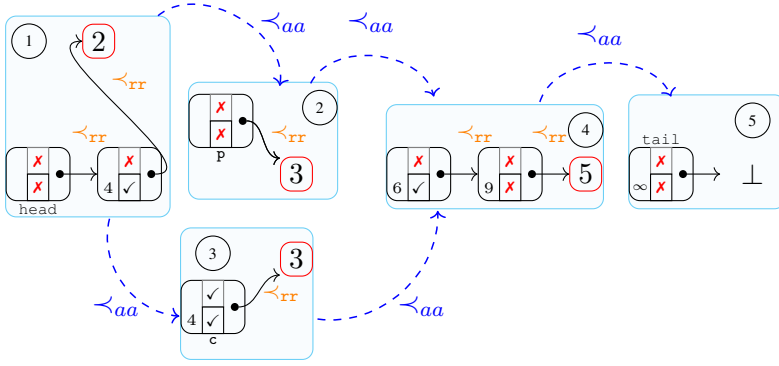 1
2
≺rr
≺rr
✗
✗
head
4
✗
✓
≺aa
2
✗
✗
p
≺rr
3
≺aa
3
3
4
✓
✓
c
≺rr
≺aa
≺aa
4
6
✗
✓
≺rr
9
✗
✗
≺rr
5
≺aa
5
tail
∞
✗
✗
⊥